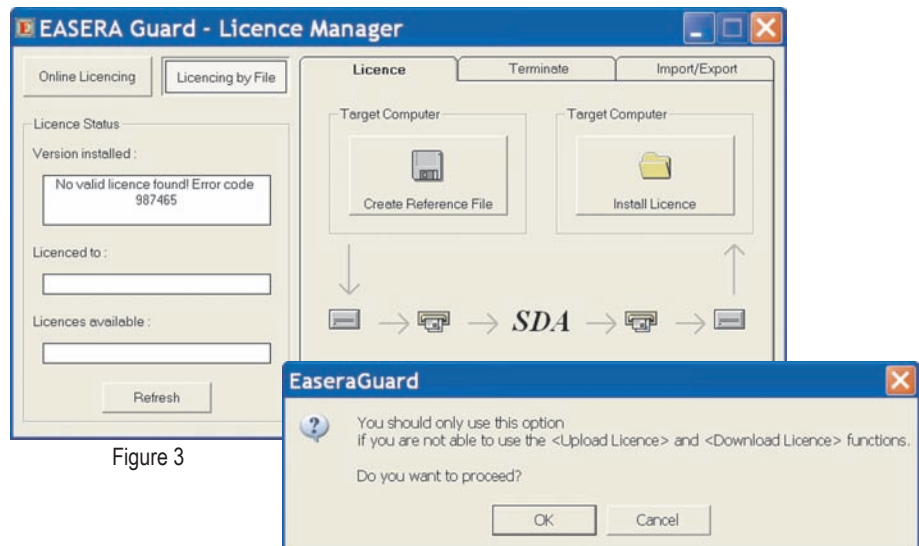 EASERA Guard - Licence Manager
Online Licencing
Licencing by File
Licence Status
Version installed :
No valid licence found! Error code
987465
Licenced to :
Licences available :
Refresh
Licence
Terminate
Import/Export
Target Computer
Create Reference File
Target Computer
Install Licence
SDA
Figure 3
EaseraGuard
You should only use this option
if you are not able to use the <Upload Licence> and <Download Licence> functions.
Do you want to proceed?
OK
Cancel